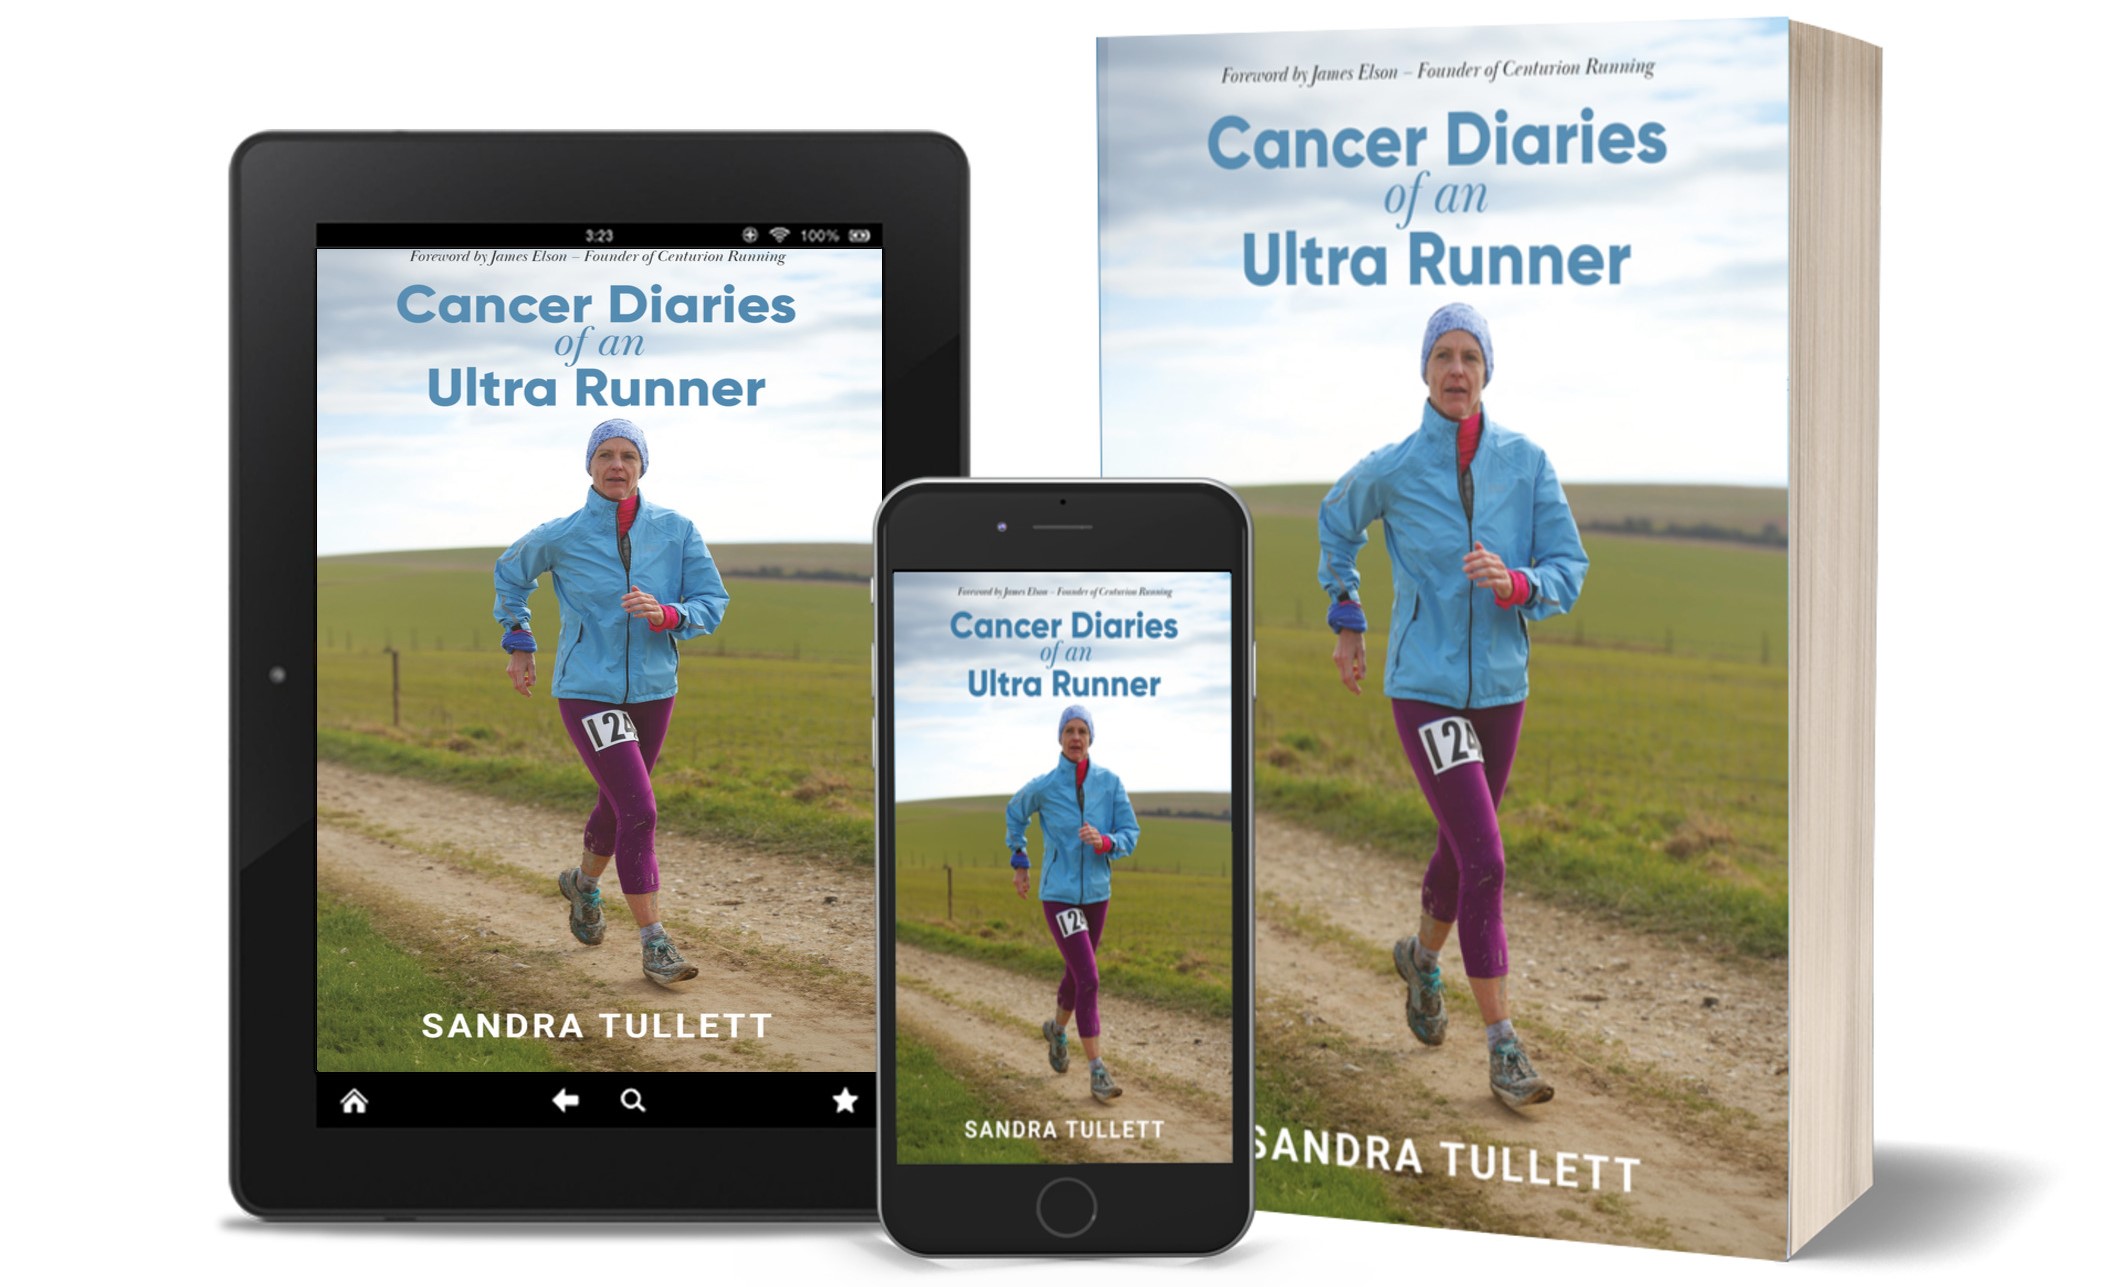 3:23
100%
Foreword by James Elson – Founder of Centurion Running
Cancer Diaries
of an
Ultra Runner
124
SANDRA TULLETT
Foreword by James Elson – Founder of Centurion Running
Cancer Diaries
of an
Ultra Runner
124
SANDRA TULLETT
Foreword by James Elson – Founder of Centurion Running
Cancer Diaries
of an
Ultra Runner
124
SANDRA TULLETT